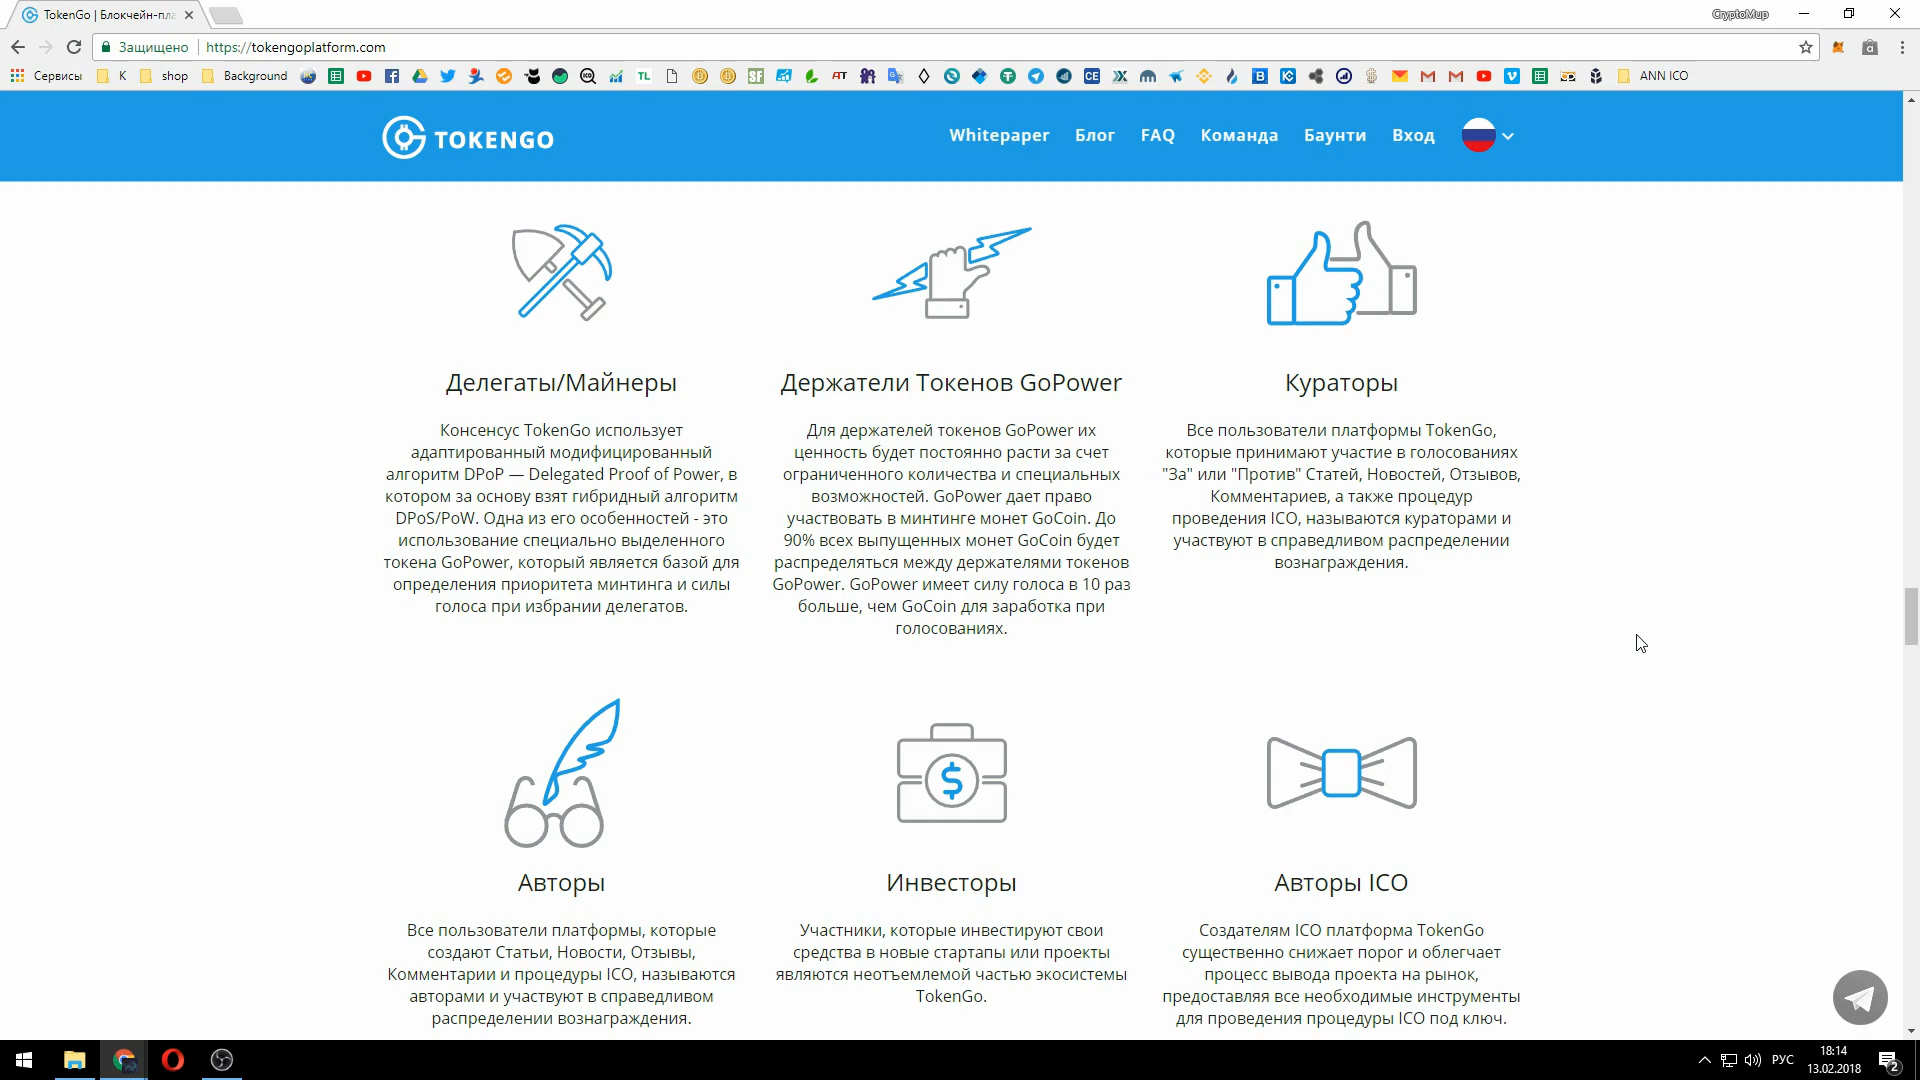 TokenGo | Блокчейн-пла
CryptoMup
Защищено https://tokengoplatform.com
Сервисы K shop Background ANN ICO
TOKENGO
Whitepaper Блог FAQ Команда Баунти Вход
Делегаты/Майнеры
Консенсус TokenGo использует
адаптированный модифицированный
алгоритм DPoP — Delegated Proof of Power, в
котором за основу взят гибридный алгоритм
DPoS/PoW. Одна из его особенностей - это
использование специально выделенного
токена GoPower, который является базой для
определения приоритета минтинга и силы
голоса при избрании делегатов.
Держатели Токенов GoPower
Для держателей токенов GoPower их
ценность будет постоянно расти за счет
ограниченного количества и специальных
возможностей. GoPower дает право
участвовать в минтинге монет GoCoin. До
90% всех выпущенных монет GoCoin будет
распределяться между держателями токенов
GoPower. GoPower имеет силу голоса в 10 раз
больше, чем GoCoin для заработка при
голосованиях.
Кураторы
Все пользователи платформы TokenGo,
которые принимают участие в голосованиях
"За" или "Против" Статей, Новостей, Отзывов,
Комментариев, а также процедур
проведения ICO, называются кураторами и
участвуют в справедливом распределении
вознаграждения.
Авторы
Все пользователи платформы, которые
создают Статьи, Новости, Отзывы,
Комментарии и процедуры ICO, называются
авторами и участвуют в справедливом
распределении вознаграждения.
Инвесторы
Участники, которые инвестируют свои
средства в новые стартапы или проекты
являются неотъемлемой частью экосистемы
TokenGo.
Авторы ICO
Создателям ICO платформа TokenGo
существенно снижает порог и облегчает
процесс вывода проекта на рынок,
предоставляя все необходимые инструменты
для проведения процедуры ICO под ключ.
РУС
18:14
13.02.2018
2